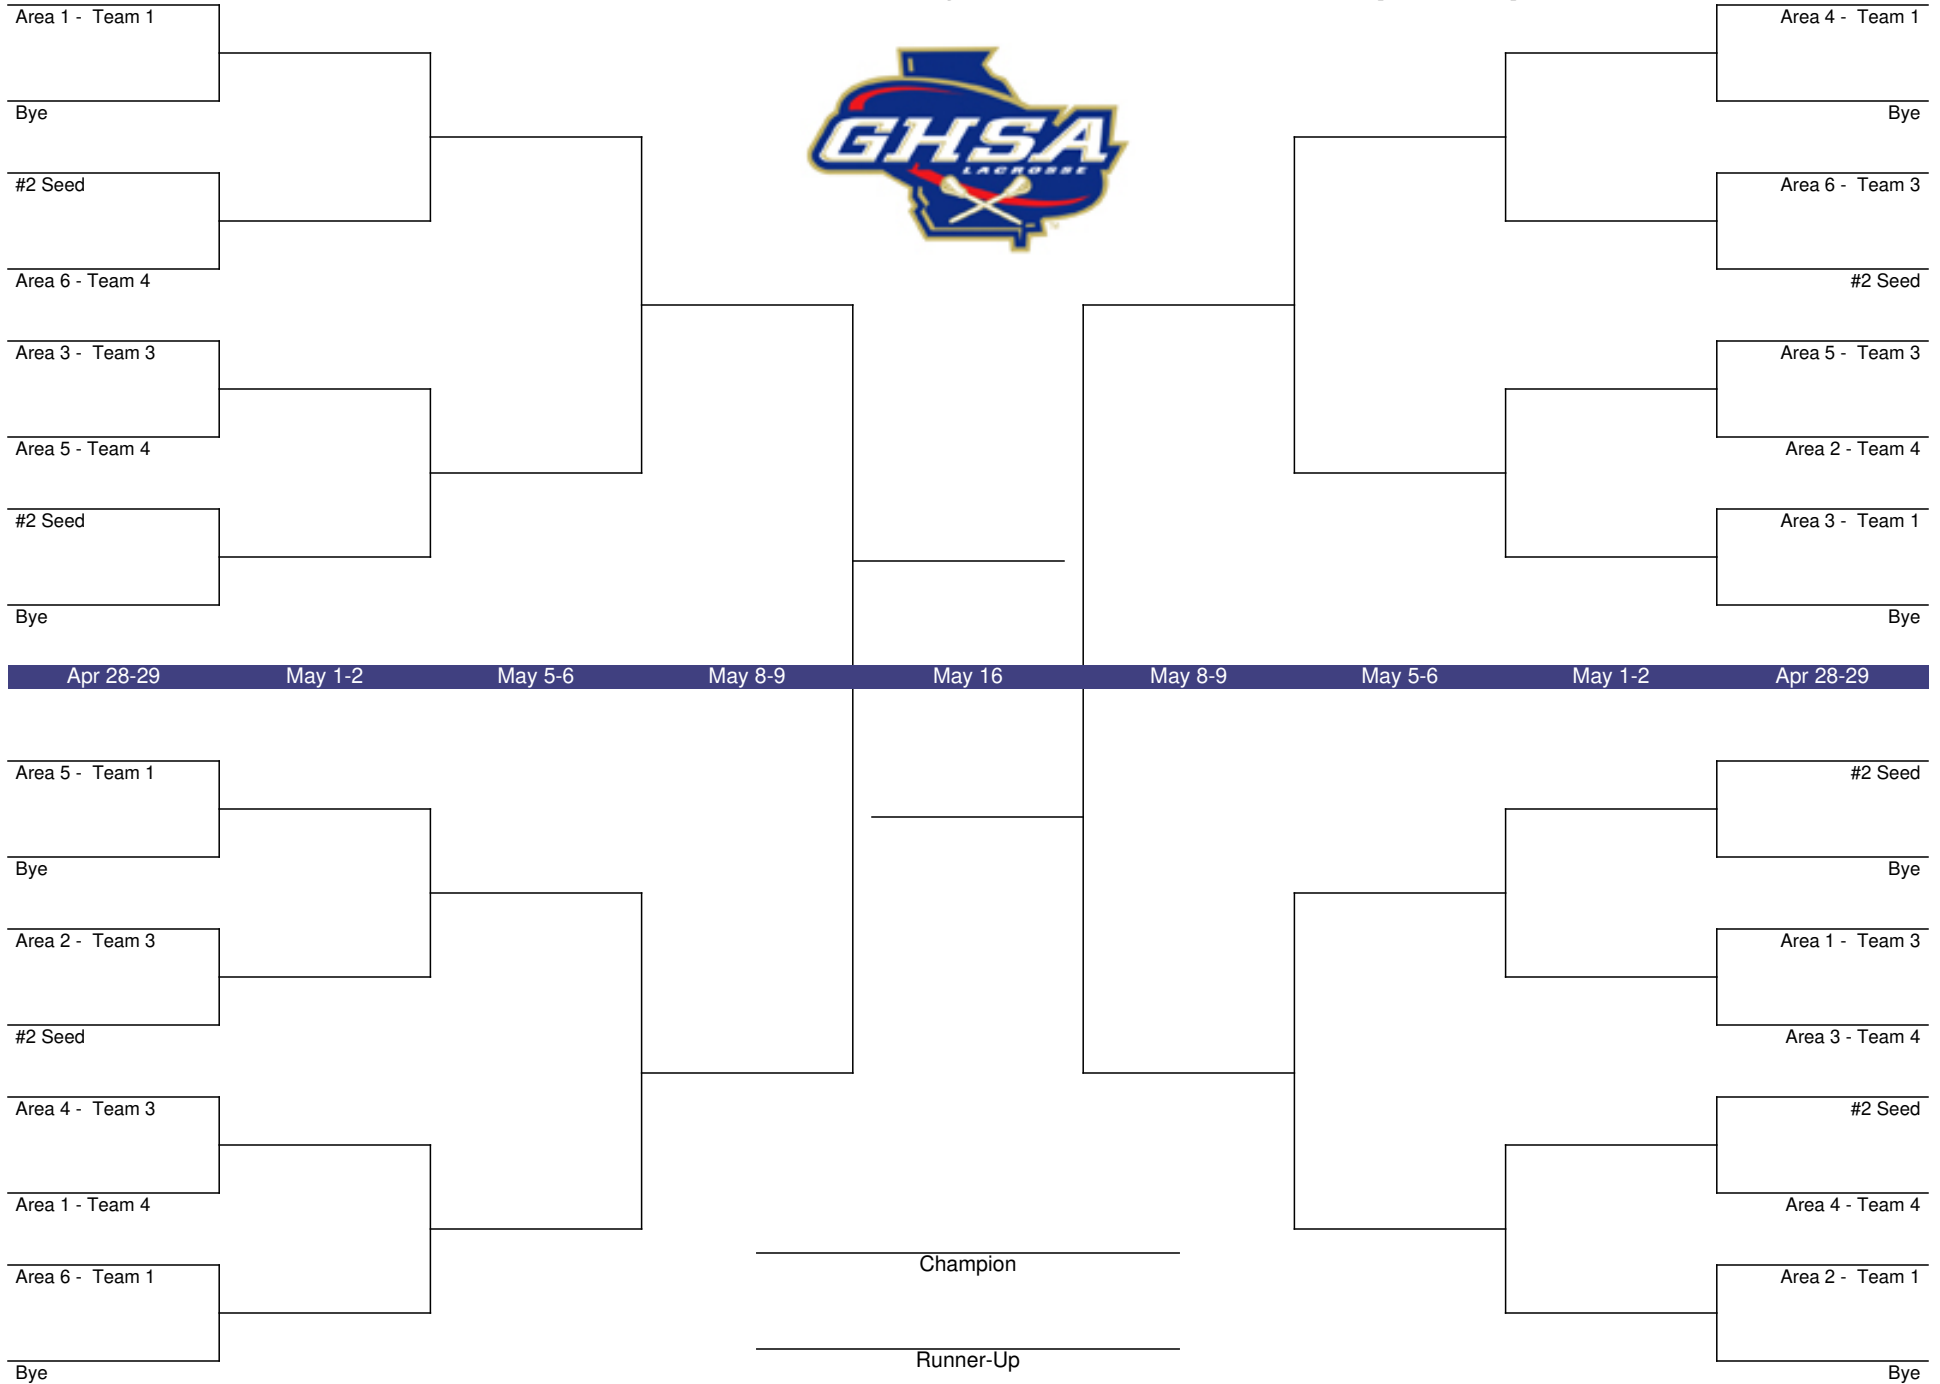 Area 1 - Team 1
Bye
#2 Seed
Area 6 - Team 4
Area 3 - Team 3
Area 5 - Team 4
#2 Seed
Bye
GHSA
LACROSSE
Area 4 - Team 1
Bye
Area 6 - Team 3
#2 Seed
Area 5 - Team 3
Area 2 - Team 4
Area 3 - Team 1
Bye
Apr 28-29 May 1-2 May 5-6 May 8-9 May 16 May 8-9 May 5-6 May 1-2 Apr 28-29
Area 5 - Team 1
Bye
Area 2 - Team 3
#2 Seed
Area 4 - Team 3
Area 1 - Team 4
Area 6 - Team 1
Bye
Champion
Runner-Up
#2 Seed
Bye
Area 1 - Team 3
Area 3 - Team 4
#2 Seed
Area 4 - Team 4
Area 2 - Team 1
Bye